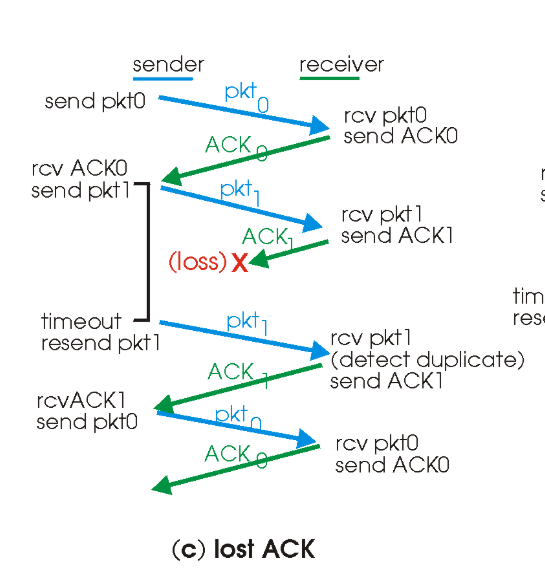 sender receiver
send pkt0
pkt0
rcv pkt0
send ACK0
ACK0
rcv ACK0
send pkt1
pkt1
rcv pkt1
send ACK1
ACK1
(loss) X
timeout
resend pkt1
pkt1
rcv pkt1
(detect duplicate)
send ACK1
ACK1
rcvACK1
send pkt0
pkt0
rcv pkt0
send ACK0
ACK0
(c) lost ACK